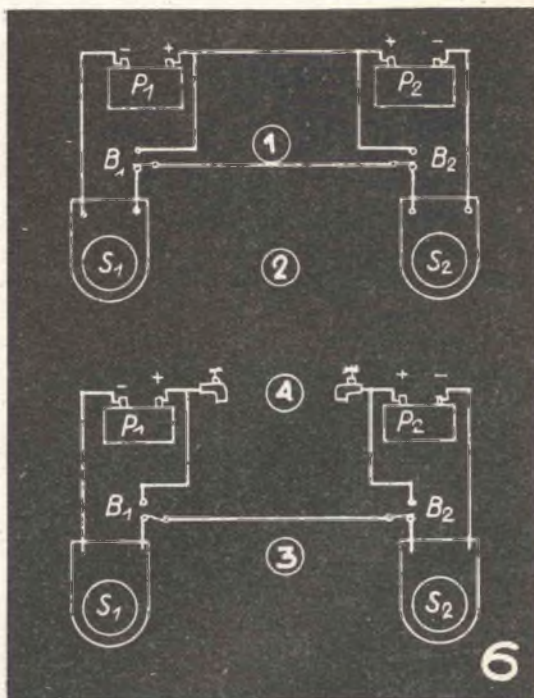 - + + -
P1 P2
1
B1 B2
S1 2 S2
4
- + + -
P1 P2
B1 B2
3
S1 S2
6